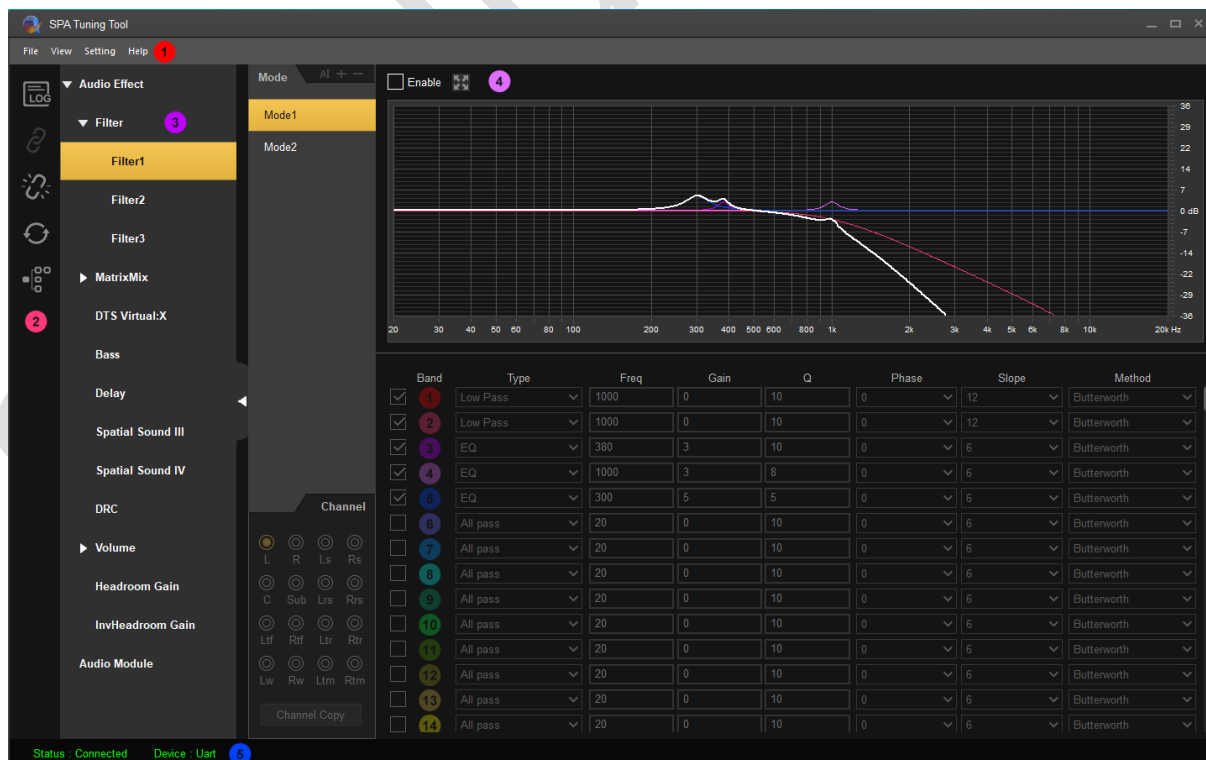 SPA Tuning Tool
File View Setting Help 1
LOG
2
Audio Effect
Filter 3
Filter1
Filter2
Filter3
MatrixMix
DTS Virtual:X
Bass
Delay
Spatial Sound III
Spatial Sound IV
DRC
Volume
Headroom Gain
InvHeadroom Gain
Audio Module
Mode AI + −
Mode1
Mode2
Channel
L R Ls Rs
C Sub Lrs Rrs
Ltf Rtf Ltr Rtr
Lw Rw Ltm Rtm
Channel Copy
Enable 4
36
29
22
14
7
0 dB
-7
-14
-22
-29
-36
20 30 40 50 60 80 100 200 300 400 500 600 800 1k 2k 3k 4k 5k 6k 8k 10k 20k Hz
Band Type Freq Gain Q Phase Slope Method
1 Low Pass 1000 0 10 0 12 Butterworth
2 Low Pass 1000 0 10 0 12 Butterworth
3 EQ 380 3 10 0 6 Butterworth
4 EQ 1000 3 8 0 6 Butterworth
5 EQ 300 5 5 0 6 Butterworth
6 All pass 20 0 10 0 6 Butterworth
7 All pass 20 0 10 0 6 Butterworth
8 All pass 20 0 10 0 6 Butterworth
9 All pass 20 0 10 0 6 Butterworth
10 All pass 20 0 10 0 6 Butterworth
11 All pass 20 0 10 0 6 Butterworth
12 All pass 20 0 10 0 6 Butterworth
13 All pass 20 0 10 0 6 Butterworth
14 All pass 20 0 10 0 6 Butterworth
Status : Connected Device : Uart 5